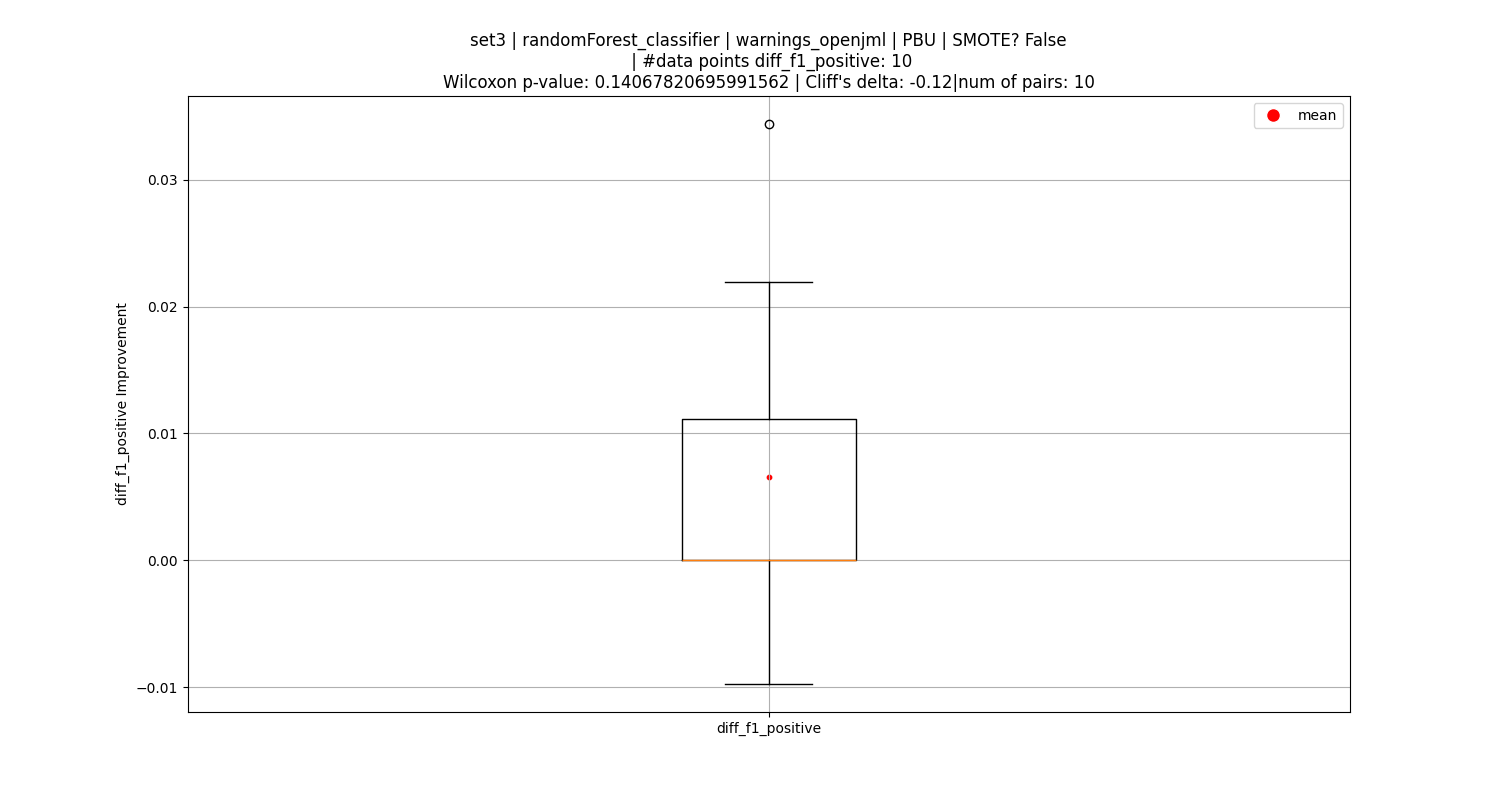 set3 | randomForest_classifier | warnings_openjml | PBU | SMOTE? False
| #data points diff_f1_positive: 10
Wilcoxon p-value: 0.14067820695991562 | Cliff's delta: -0.12|num of pairs: 10
mean
0.03
0.02
0.01
0.00
−0.01
diff_f1_positive Improvement
diff_f1_positive